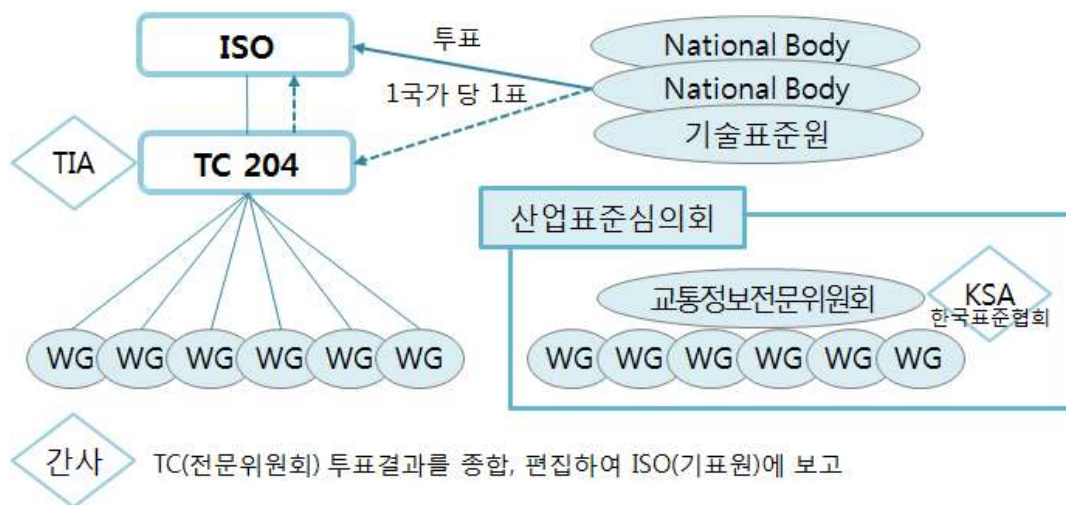 ISO
투표
National Body
1국가 당 1표
National Body
기술표준원
TIA
TC 204
산업표준심의회
교통정보전문위원회
KSA
한국표준협회
WG WG WG WG WG WG
WG WG WG WG WG WG
간사
TC(전문위원회) 투표결과를 종합, 편집하여 ISO(기표원)에 보고